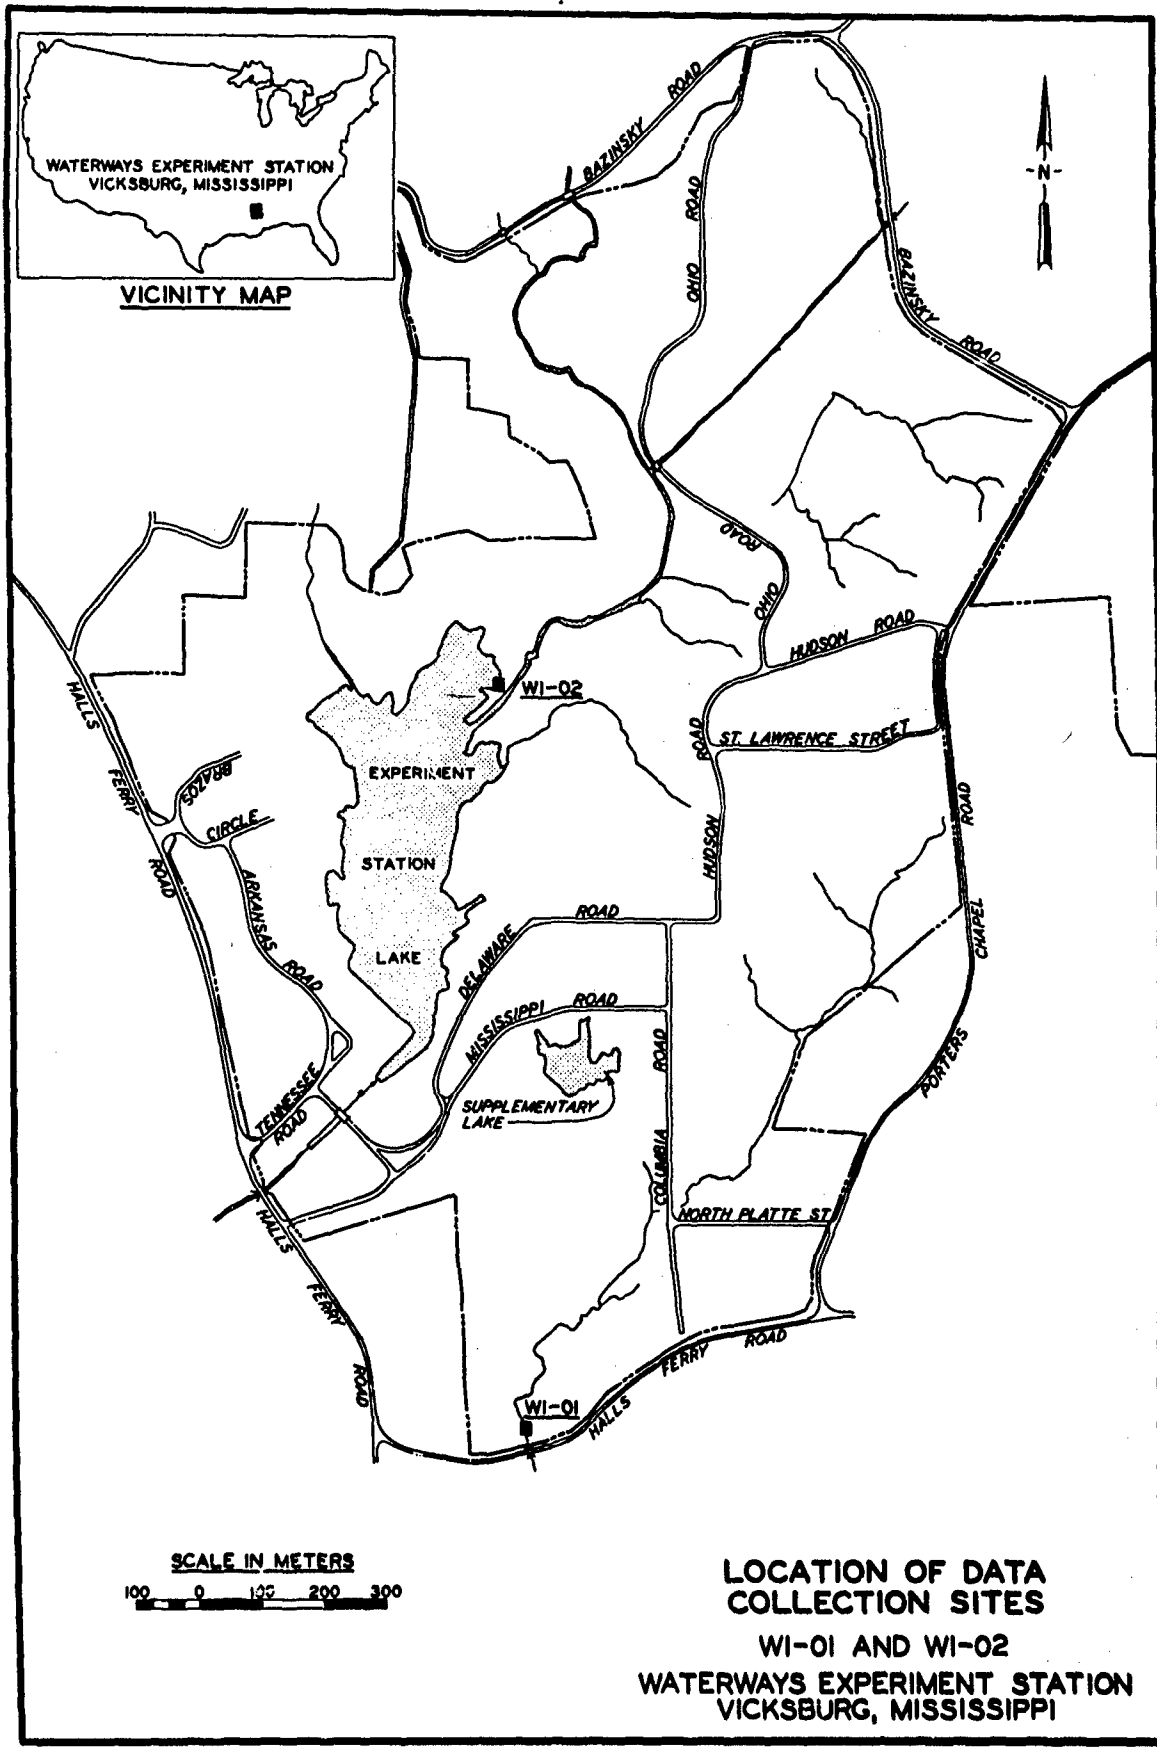 WATERWAYS EXPERIMENT STATION
VICKSBURG, MISSISSIPPI
VICINITY MAP
-N-
BAZINSKY ROAD
OHIO ROAD
BAZINSKY ROAD
ROAD
OHIO
HUDSON ROAD
ST. LAWRENCE STREET
HALLS FERRY ROAD
BRAZOS
CIRCLE
ARKANSAS ROAD
WI-02
EXPERIMENT
STATION
LAKE
ROAD
HUDSON
ROAD
CHAPEL
PORTERS
DELAWARE ROAD
MISSISSIPPI ROAD
SUPPLEMENTARY
LAKE
TENNESSEE
ROAD
ROAD
COLUMBIA
NORTH PLATTE ST.
HALLS FERRY ROAD
WI-01
HALLS FERRY ROAD
SCALE IN METERS
100 0 100 200 300
LOCATION OF DATA
COLLECTION SITES
WI-01 AND WI-02
WATERWAYS EXPERIMENT STATION
VICKSBURG, MISSISSIPPI